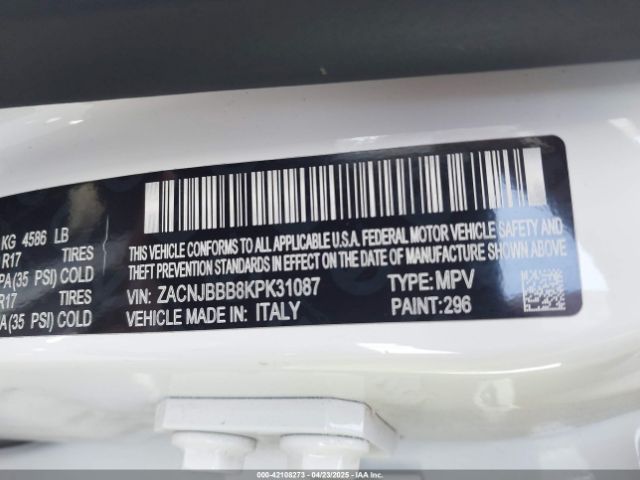 KG 4586 LB
R17 TIRES
PA (35 PSI) COLD
R17 TIRES
A (35 PSI) COLD
THIS VEHICLE CONFORMS TO ALL APPLICABLE U.S.A. FEDERAL MOTOR VEHICLE SAFETY AND
THEFT PREVENTION STANDARDS IN EFFECT ON THE DATE OF MANUFACTURE SHOWN ABOVE.
VIN: ZACNJBBB8KPK31087 TYPE: MPV
VEHICLE MADE IN: ITALY PAINT:296
000-42108273 - 04/23/2025 - IAAI.com